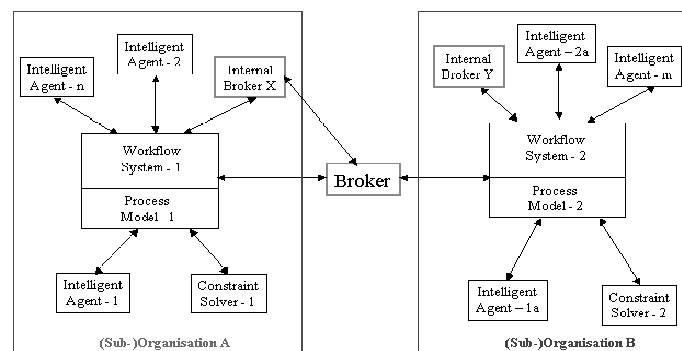 Intelligent
Agent - n
Intelligent
Agent - 2
Internal
Broker X
Workflow
System - 1
Process
Model - 1
Intelligent
Agent - 1
Constraint
Solver - 1
(Sub-)Organisation A
Broker
Internal
Broker Y
Intelligent
Agent – 2a
Intelligent
Agent - m
Workflow
System - 2
Process
Model - 2
Intelligent
Agent – 1a
Constraint
Solver - 2
(Sub-)Organisation B